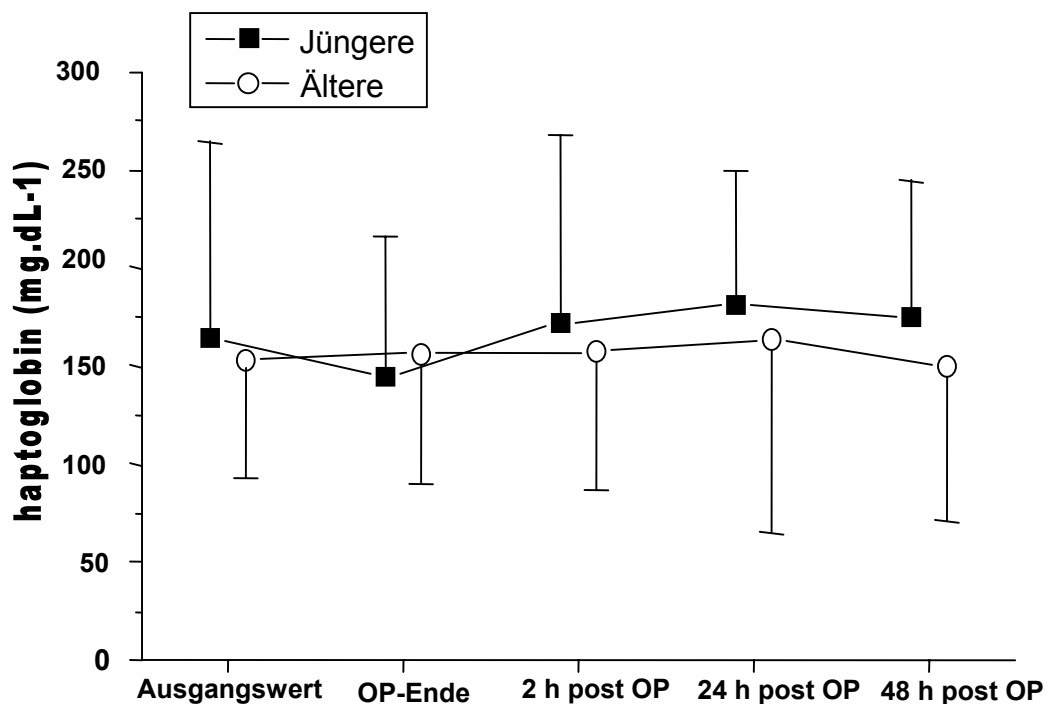 Jüngere
Ältere
haptoglobin (mg.dL-1)
300
250
200
150
100
50
0
Ausgangswert
OP-Ende
2 h post OP
24 h post OP
48 h post OP